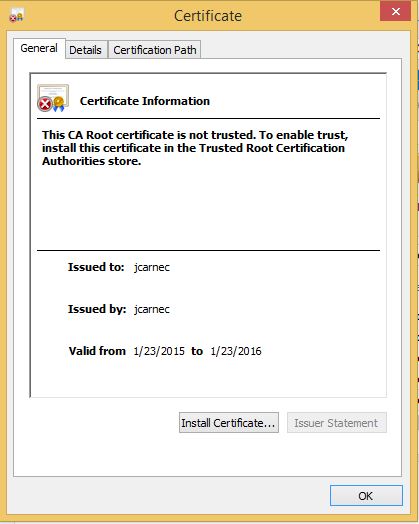 Certificate
General
Details
Certification Path
Certificate Information
This CA Root certificate is not trusted. To enable trust,
install this certificate in the Trusted Root Certification
Authorities store.
Issued to: jcarnec
Issued by: jcarnec
Valid from 1/23/2015 to 1/23/2016
Install Certificate...
Issuer Statement
OK